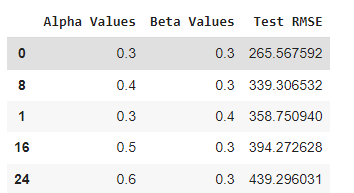 Alpha Values Beta Values Test RMSE
0 0.3 0.3 265.567592
8 0.4 0.3 339.306532
1 0.3 0.4 358.750940
16 0.5 0.3 394.272628
24 0.6 0.3 439.296031